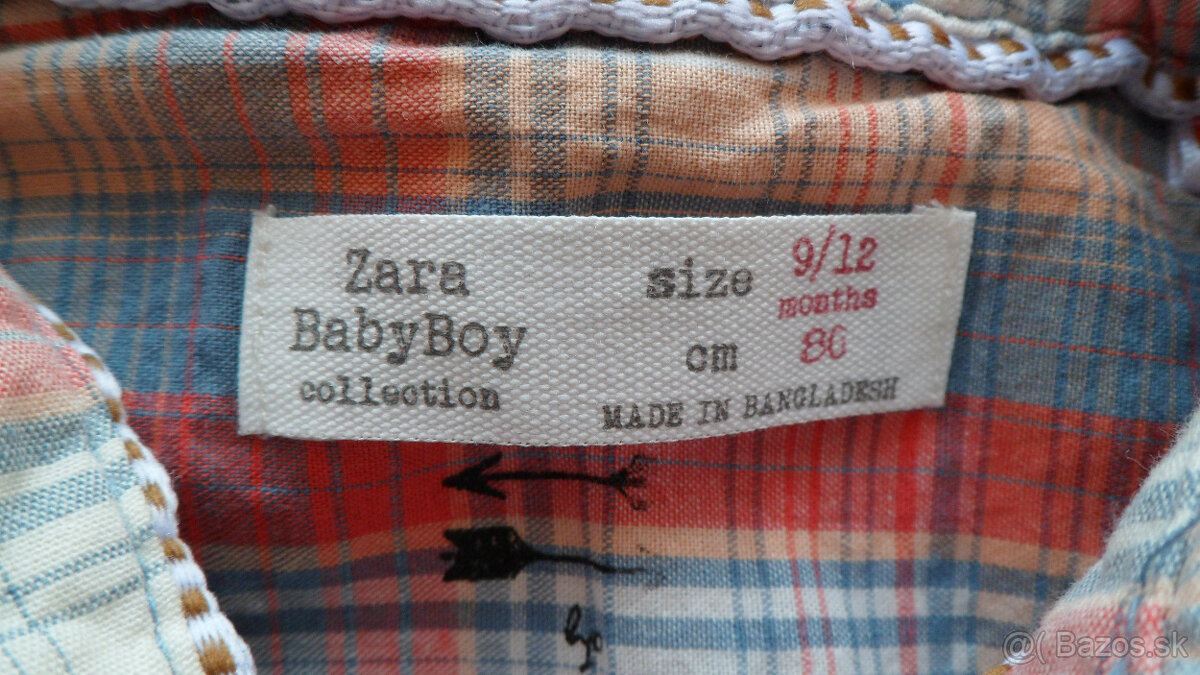 Zara
BabyBoy
collection
size 9/12
months
cm 80
MADE IN BANGLADESH
@( Bazos.sk